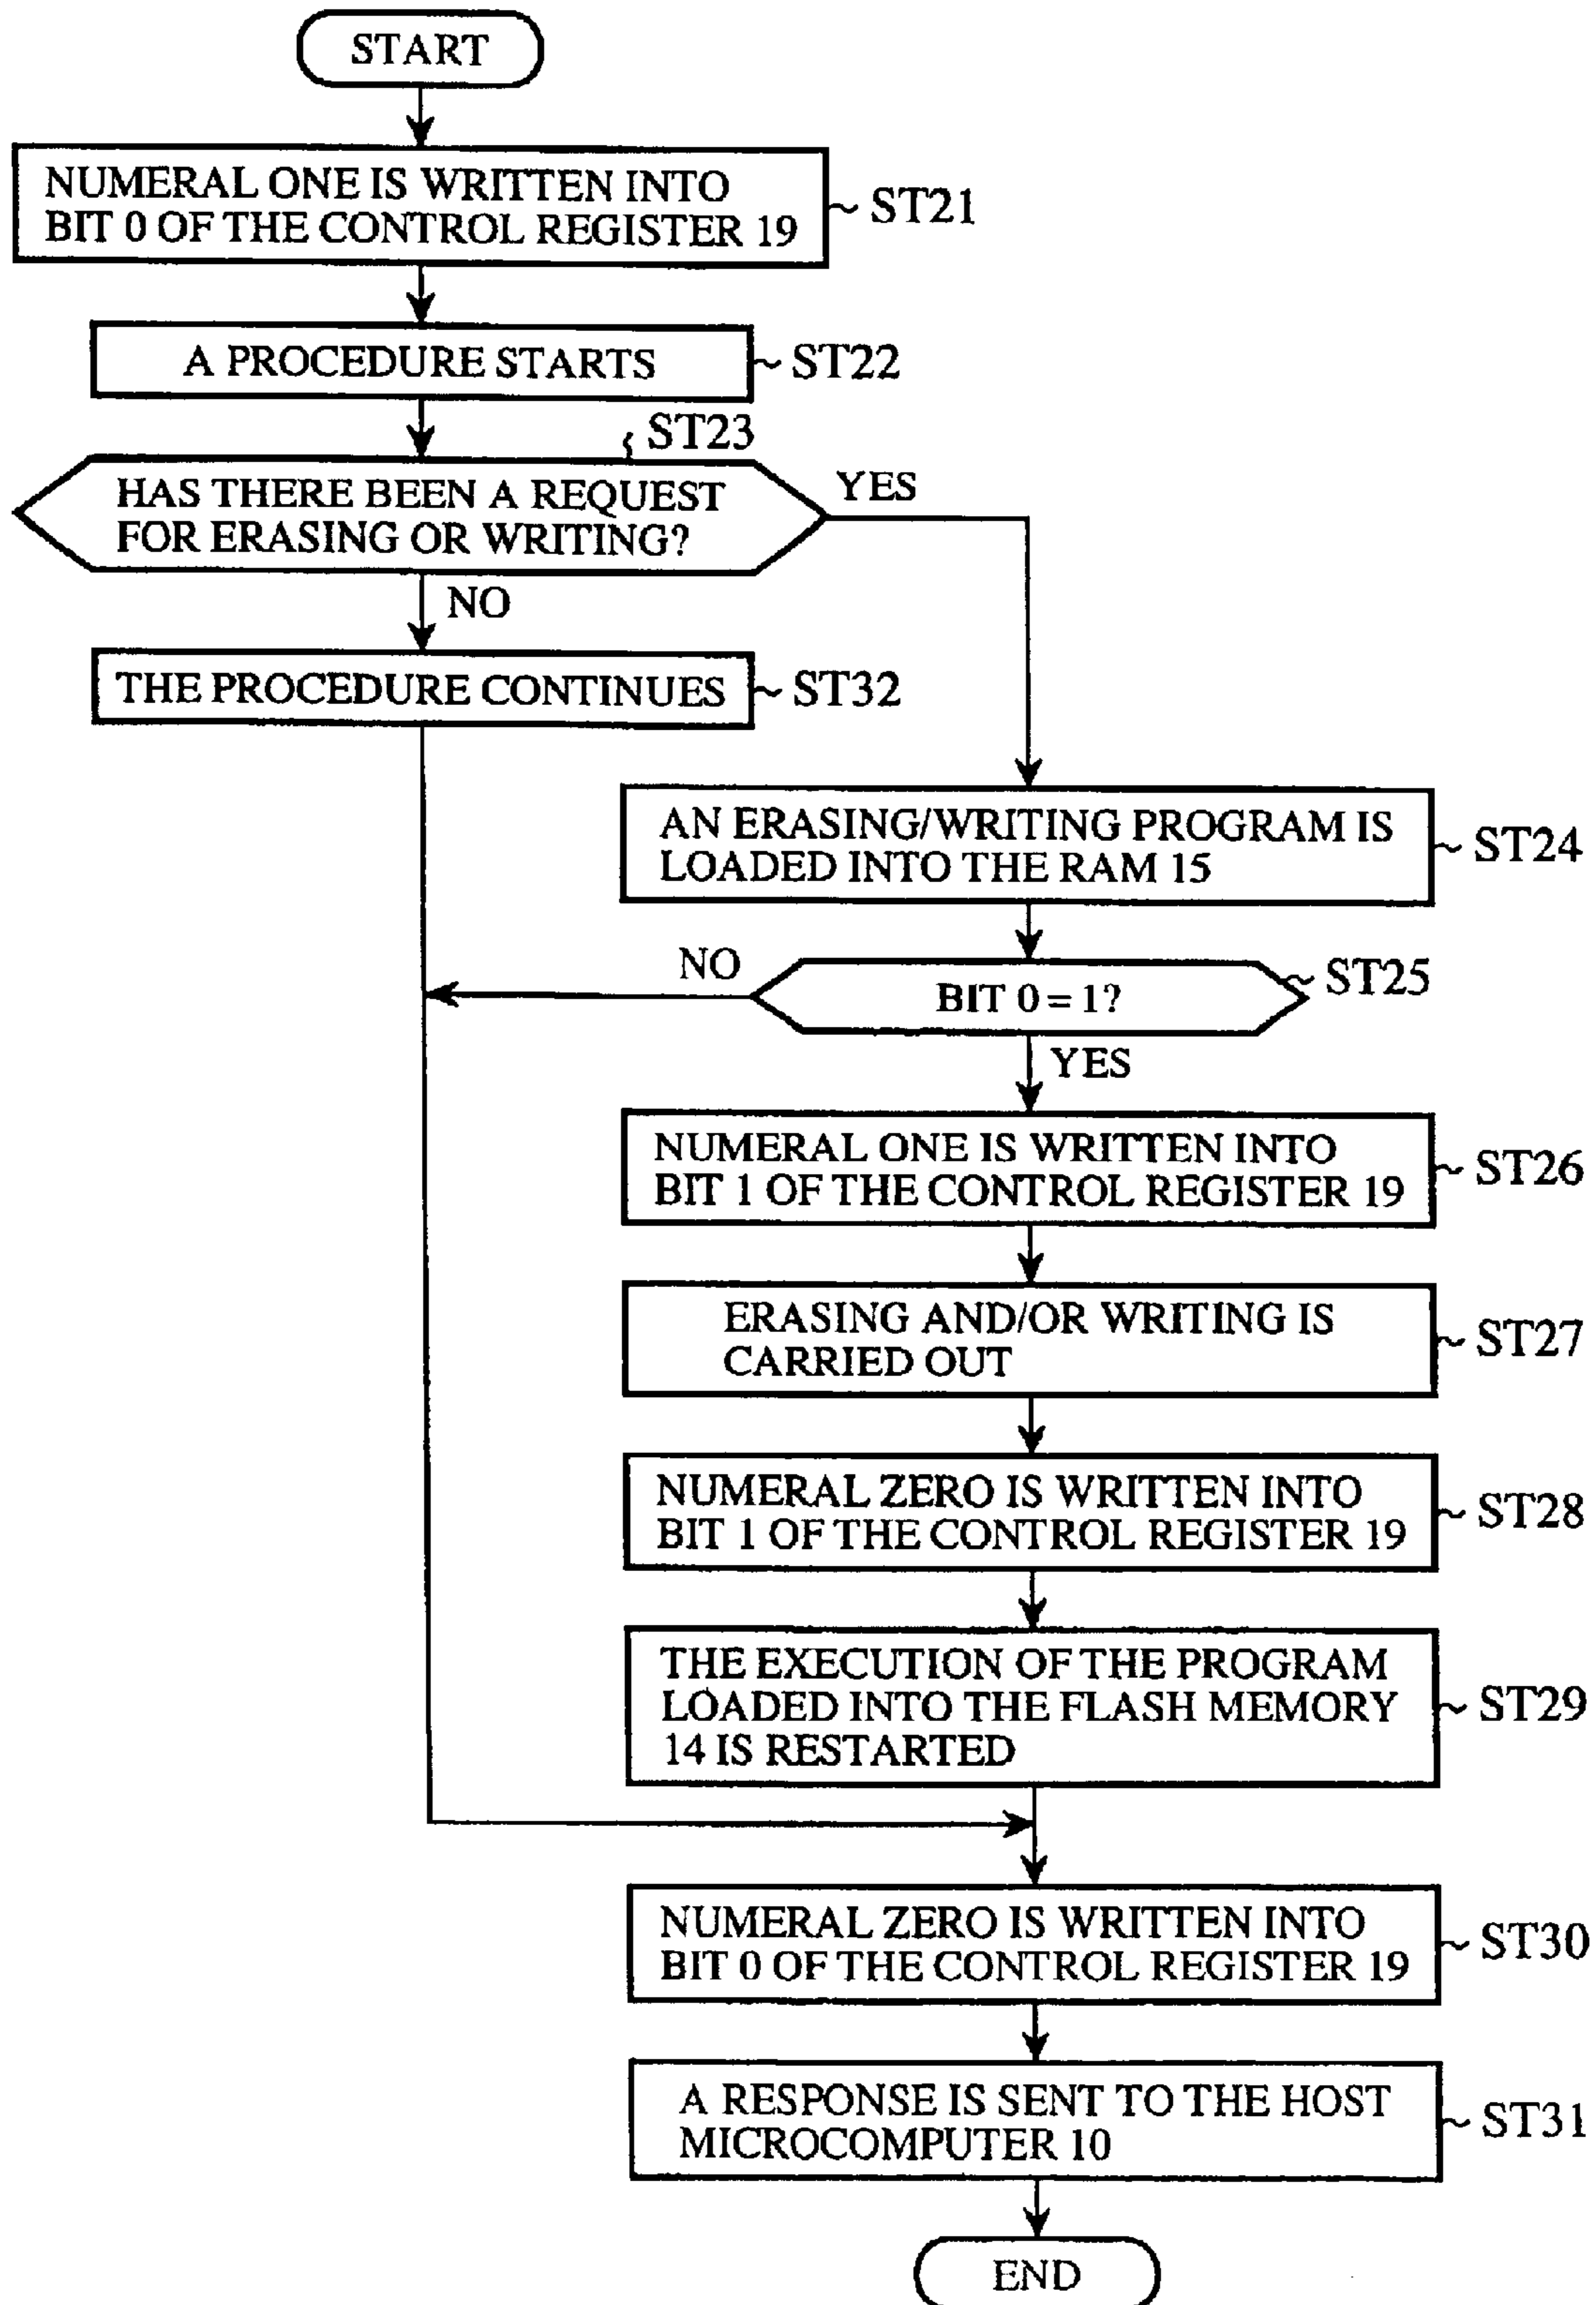 START
NUMERAL ONE IS WRITTEN INTO
BIT 0 OF THE CONTROL REGISTER 19
ST21
A PROCEDURE STARTS
ST22
ST23
HAS THERE BEEN A REQUEST
FOR ERASING OR WRITING?
YES
NO
THE PROCEDURE CONTINUES
ST32
AN ERASING/WRITING PROGRAM IS
LOADED INTO THE RAM 15
ST24
NO
BIT 0 = 1?
ST25
YES
NUMERAL ONE IS WRITTEN INTO
BIT 1 OF THE CONTROL REGISTER 19
ST26
ERASING AND/OR WRITING IS
CARRIED OUT
ST27
NUMERAL ZERO IS WRITTEN INTO
BIT 1 OF THE CONTROL REGISTER 19
ST28
THE EXECUTION OF THE PROGRAM
LOADED INTO THE FLASH MEMORY
14 IS RESTARTED
ST29
NUMERAL ZERO IS WRITTEN INTO
BIT 0 OF THE CONTROL REGISTER 19
ST30
A RESPONSE IS SENT TO THE HOST
MICROCOMPUTER 10
ST31
END